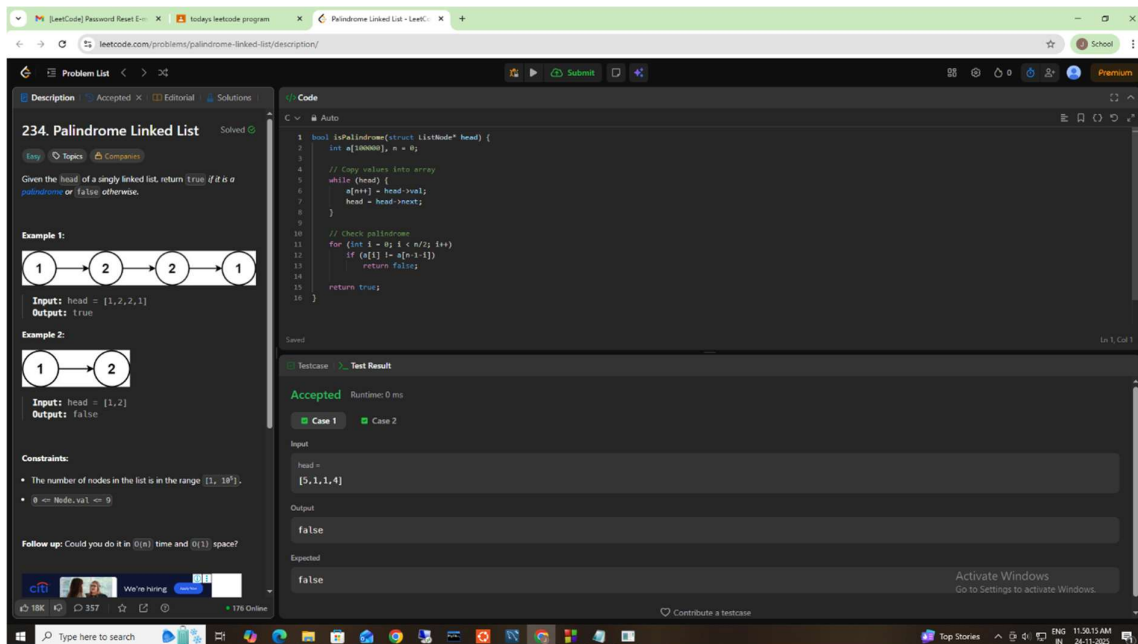 [LeetCode] Password Reset E-m
todays leetcode program
Palindrome Linked List - LeetCo
leetcode.com/problems/palindrome-linked-list/description/
School
Problem List
Submit
0
Premium
Description
Accepted
Editorial
Solutions
234. Palindrome Linked List
Solved
Easy
Topics
Companies
Given the head of a singly linked list, return true if it is a
palindrome or false otherwise.
Example 1:
1 2 2 1
Input: head = [1,2,2,1]
Output: true
Example 2:
1 2
Input: head = [1,2]
Output: false
Constraints:
• The number of nodes in the list is in the range [1, 10⁵].
• 0 <= Node.val <= 9
Follow up: Could you do it in O(n) time and O(1) space?
citi
We're hiring
18K
357
176 Online
</> Code
C
Auto
1 bool isPalindrome(struct ListNode* head) {
2 int a[100000], n = 0;
3
4 // Copy values into array
5 while (head) {
6 a[n++] = head->val;
7 head = head->next;
8 }
9
10 // Check palindrome
11 for (int i = 0; i < n/2; i++)
12 if (a[i] != a[n-1-i])
13 return false;
14
15 return true;
16 }
Saved
Ln 1, Col 1
Testcase
>_ Test Result
Accepted
Runtime: 0 ms
Case 1
Case 2
Input
head =
[5,1,1,4]
Output
false
Expected
false
Activate Windows
Go to Settings to activate Windows.
Contribute a testcase
Type here to search
Top Stories
ENG
IN
11.50.15 AM
24-11-2025